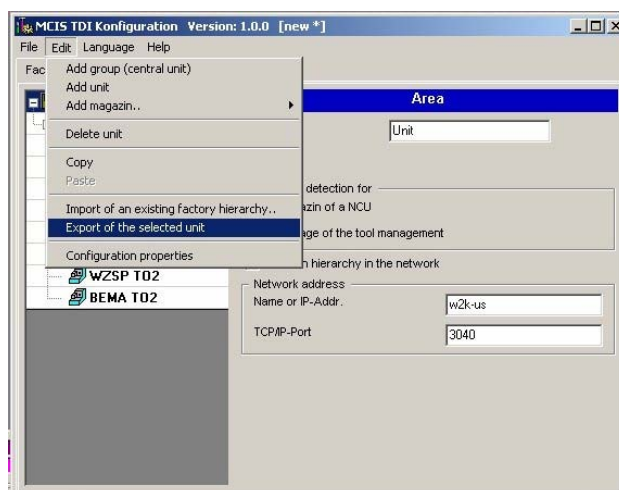 MCIS TDI Konfiguration Version: 1.0.0 [new *]
File Edit Language Help
Fac
Add group (central unit)
Add unit
Add magazin..
Delete unit
Copy
Paste
Import of an existing factory hierarchy..
Export of the selected unit
Configuration properties
WZSP TO2
BEMA TO2
Area
Unit
detection for
azin of a NCU
age of the tool management
n hierarchy in the network
Network address
Name or IP-Addr.
w2k-us
TCP/IP-Port
3040